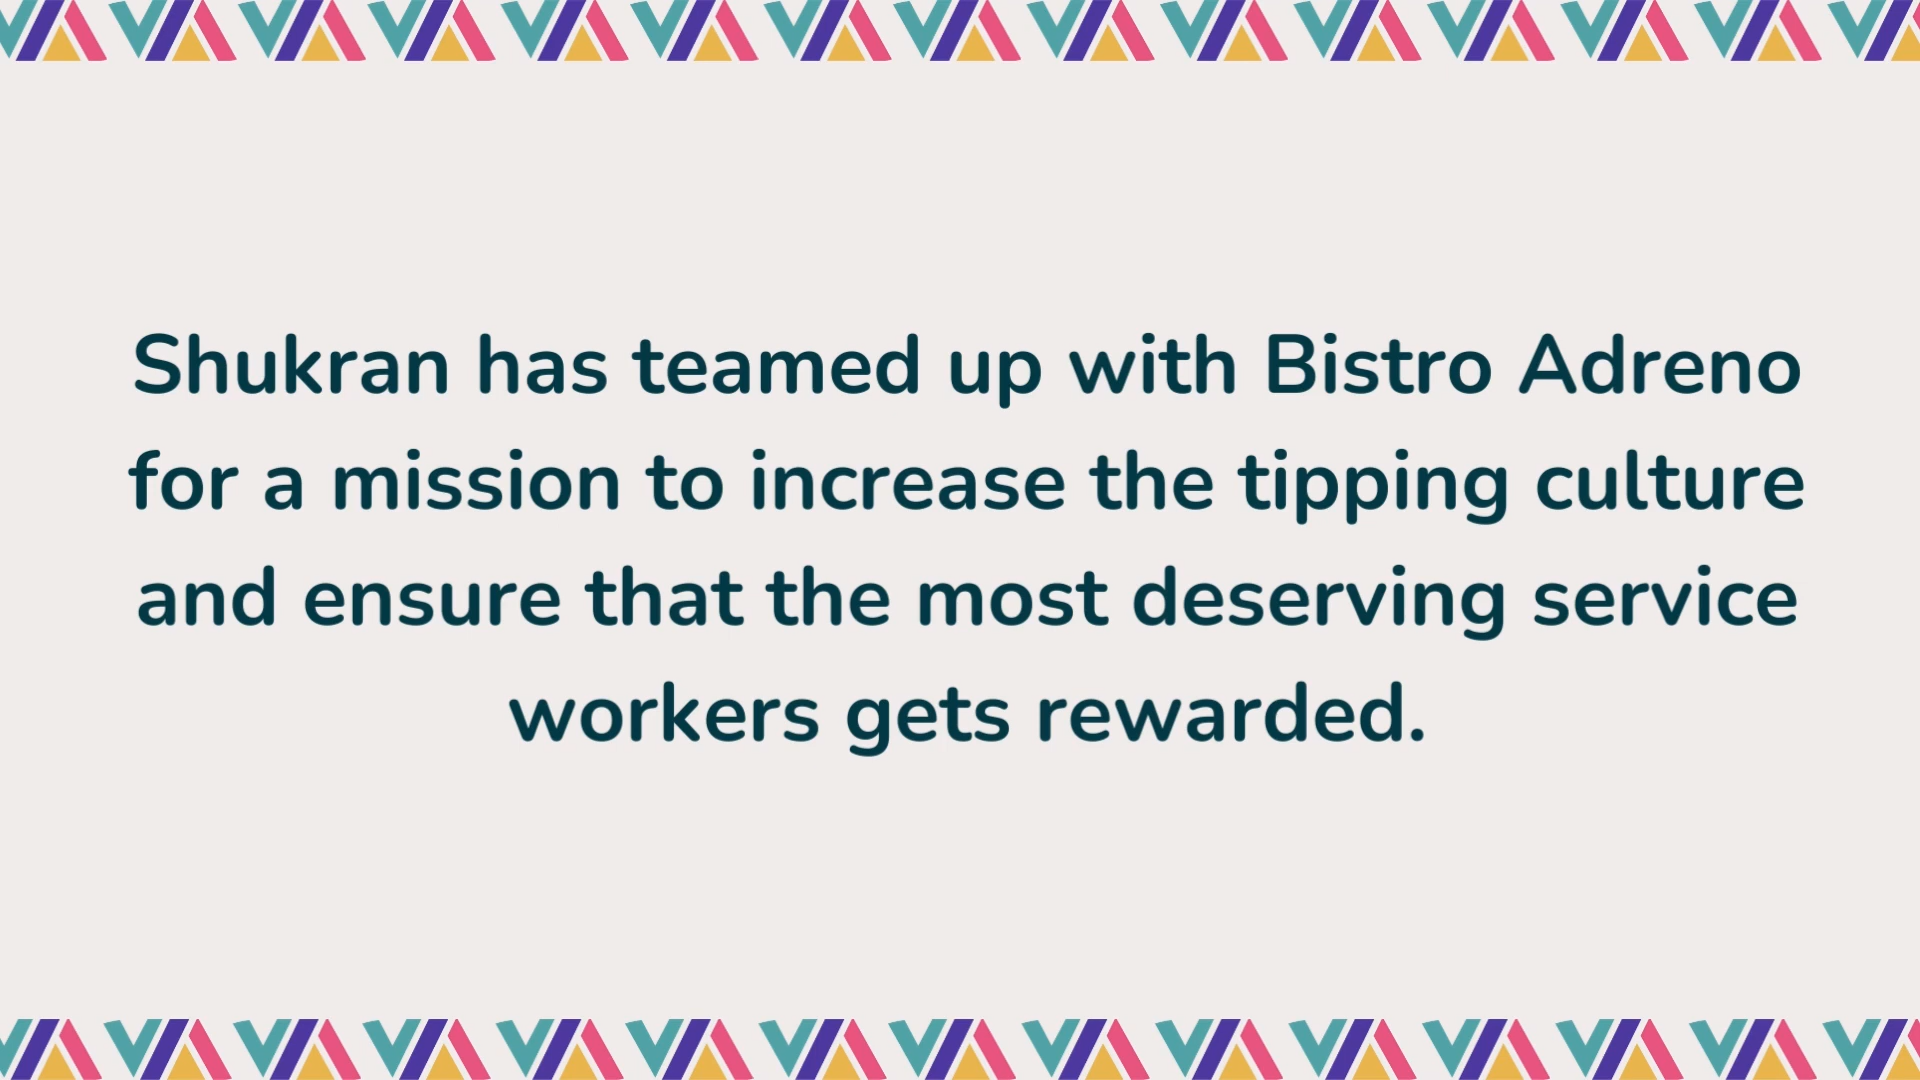 Shukran has teamed up with Bistro Adreno
for a mission to increase the tipping culture
and ensure that the most deserving service
workers gets rewarded.